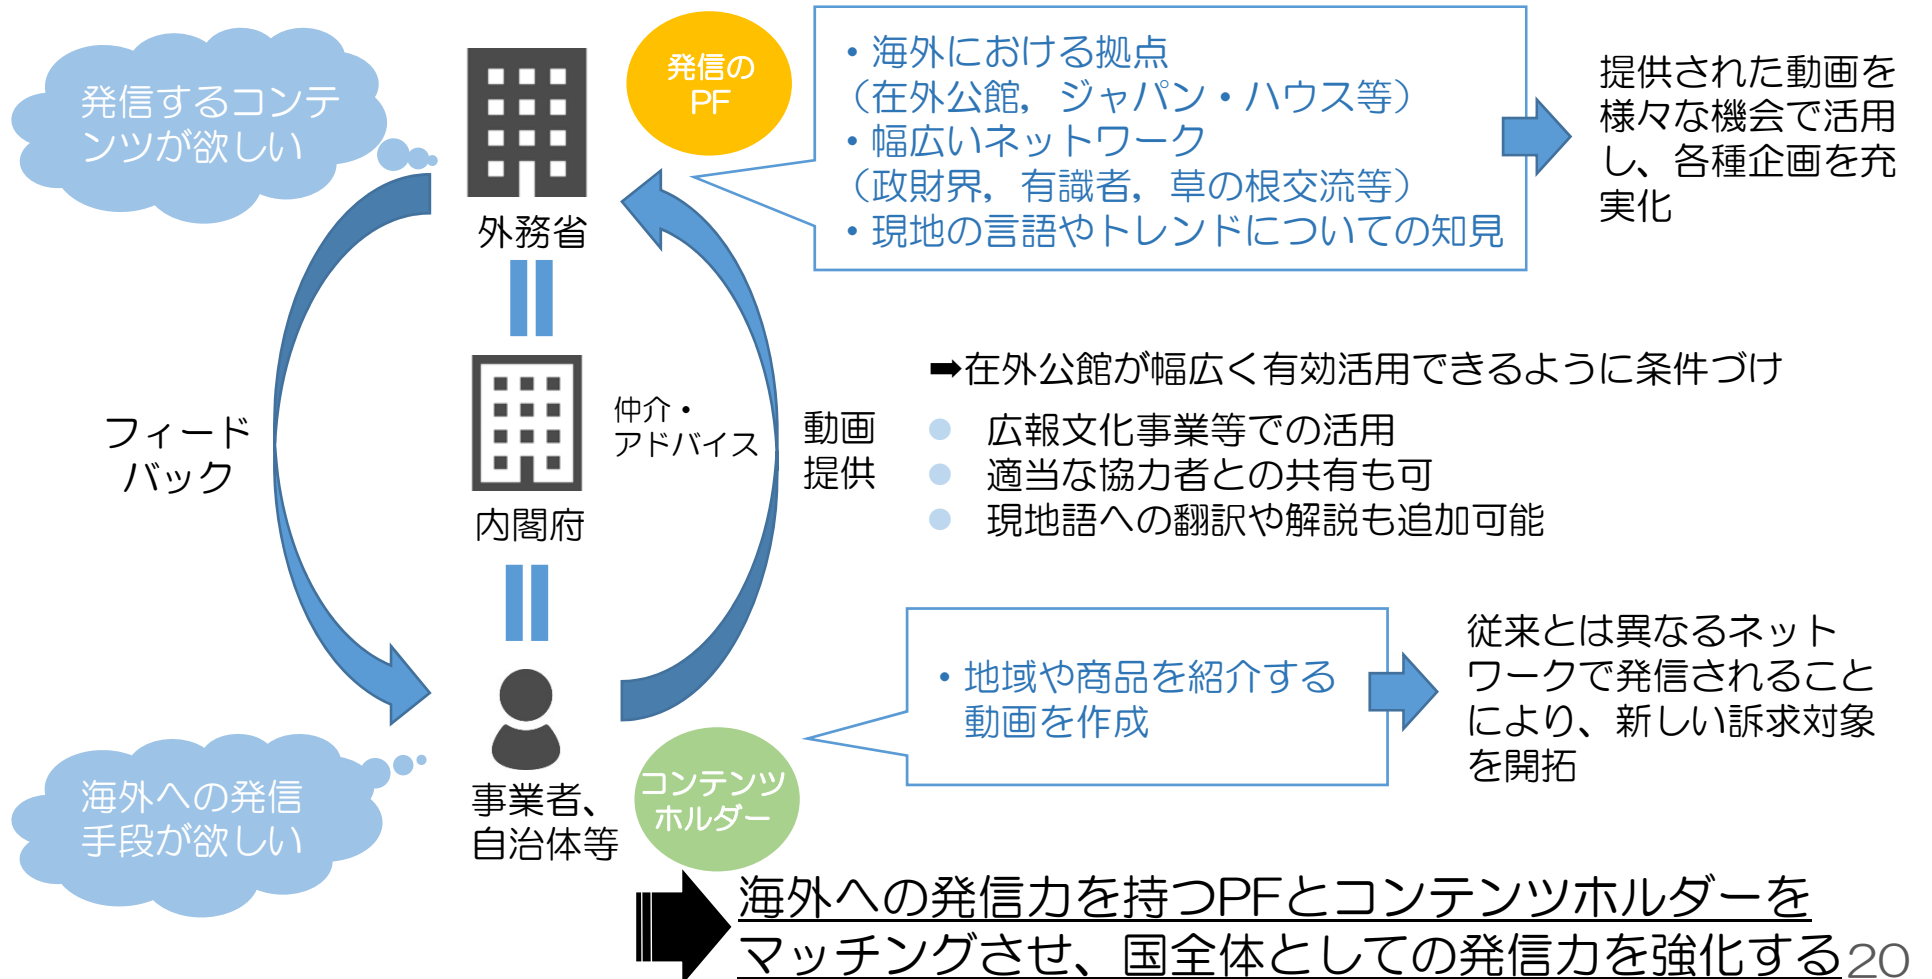 発信するコンテ
ンツが欲しい
外務省
発信の
PF
・海外における拠点
（在外公館，ジャパン・ハウス等）
・幅広いネットワーク
（政財界，有識者，草の根交流等）
・現地の言語やトレンドについての知見
提供された動画を
様々な機会で活用
し、各種企画を充
実化
フィード
バック
内閣府
仲介・
アドバイス
動画
提供
➡在外公館が幅広く有効活用できるように条件づけ
● 広報文化事業等での活用
● 適当な協力者との共有も可
● 現地語への翻訳や解説も追加可能
海外への発信
手段が欲しい
事業者、
自治体等
コンテンツ
ホルダー
・地域や商品を紹介する
動画を作成
従来とは異なるネット
ワークで発信されること
により、新しい訴求対象
を開拓
海外への発信力を持つPFとコンテンツホルダーを
マッチングさせ、国全体としての発信力を強化する
20